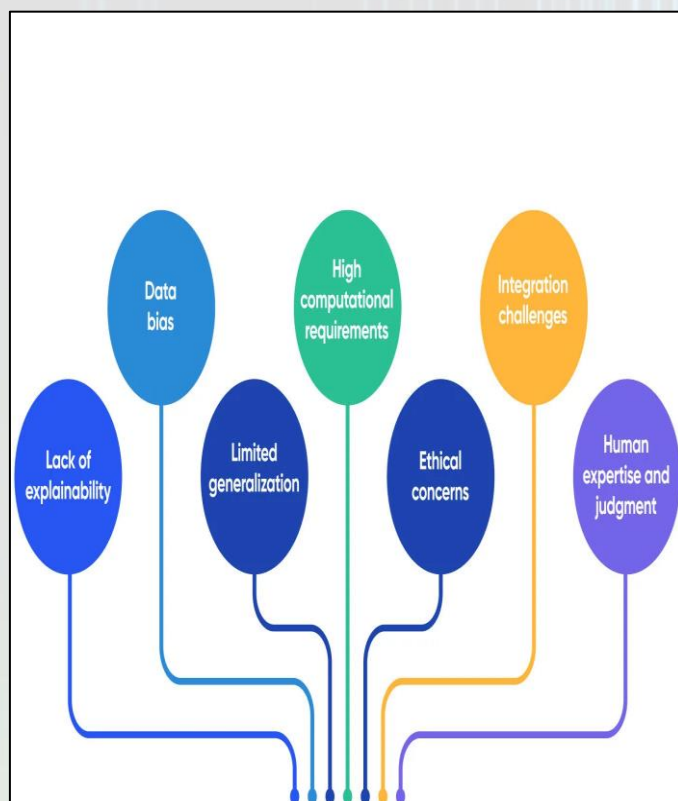 Data
bias
High
computational
requirements
Integration
challenges
Lack of
explainability
Limited
generalization
Ethical
concerns
Human
expertise and
judgment